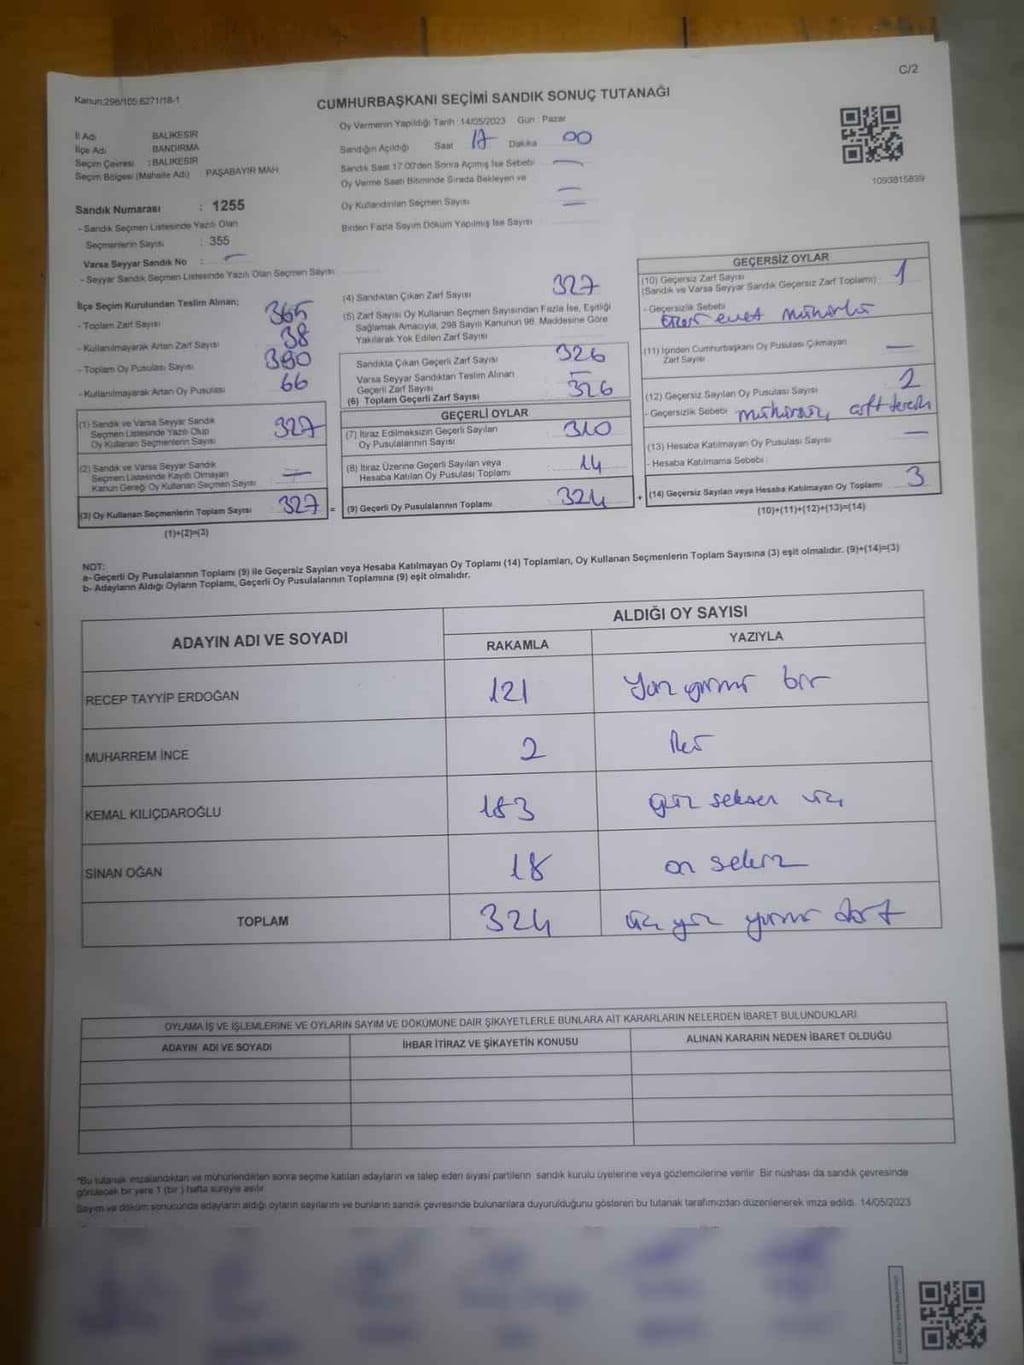 C/2
Kanun:298/105.6271/18-1
CUMHURBAŞKANI SEÇİMİ SANDIK SONUÇ TUTANAĞI
İl Adı BALIKESİR
İlçe Adı BANDIRMA
Seçim Çevresi : BALIKESİR
Seçim Bölgesi (Mahalle Adı) PAŞABAYIR MAH
Sandık Numarası : 1255
- Sandık Seçmen Listesinde Yazılı Olan
Seçmenlerin Sayısı : 355
Varsa Seyyar Sandık No : —
- Seyyar Sandık Seçmen Listesinde Yazılı Olan Seçmen Sayısı
Oy Vermenin Yapıldığı Tarih : 14/05/2023 Gün : Pazar
Sandığın Açıldığı Saat 17 Dakika 00
Sandık Saat 17:00'den Sonra Açımış İse Sebebi —
Oy Verme Saati Bitiminde Sırada Bekleyen ve
Oy Kullandırılan Seçmen Sayısı —
Birden Fazla Sayım Döküm Yapılmış İse Sayısı
1093815839
İlçe Seçim Kurulundan Teslim Alınan;
- Toplam Zarf Sayısı 365
- Kullanılmayarak Artan Zarf Sayısı 38
- Toplam Oy Pusulası Sayısı
- Kullanılmayarak Artan Oy Pusulası 66
(1) Sandık ve Varsa Seyyar Sandık
Seçmen Listesinde Yazılı Olup
Oy Kullanan Seçmenlerin Sayısı 327
(2) Sandık ve Varsa Seyyar Sandık
Seçmen Listesinde Kayıtlı Olmayan
Kanun Gereği Oy Kullanan Seçmen Sayısı —
(3) Oy Kullanan Seçmenlerin Toplam Sayısı 327 =
(1)+(2)=(3)
(4) Sandıktan Çıkan Zarf Sayısı 327
(5) Zarf Sayısı Oy Kullanan Seçmen Sayısından Fazla İse, Eşitliği
Sağlamak Amacıyla, 298 Sayılı Kanunun 98. Maddesine Göre
Yakılarak Yok Edilen Zarf Sayısı
Sandıkta Çıkan Geçerli Zarf Sayısı 326
Varsa Seyyar Sandıktan Teslim Alınan
Geçerli Zarf Sayısı —
(6) Toplam Geçerli Zarf Sayısı 326
GEÇERLİ OYLAR
(7) İtiraz Edilmeksizin Geçerli Sayılan
Oy Pusulalarının Sayısı 310
(8) İtiraz Üzerine Geçerli Sayılan veya
Hesaba Katılan Oy Pusulası Toplamı 14
(9) Geçerli Oy Pusulalarının Toplamı 324 +
GEÇERSİZ OYLAR
(10) Geçersiz Zarf Sayısı
(Sandık ve Varsa Seyyar Sandık Geçersiz Zarf Toplamı) 1
- Geçersizlik Sebebi
evet mühürlü
(11) İçinden Cumhurbaşkanı Oy Pusulası Çıkmayan
Zarf Sayısı —
(12) Geçersiz Sayılan Oy Pusulası Sayısı 2
- Geçersizlik Sebebi mühürsüz, çift tercih
(13) Hesaba Katılmayan Oy Pusulası Sayısı —
- Hesaba Katılmama Sebebi :
(14) Geçersiz Sayılan veya Hesaba Katılmayan Oy Toplamı 3
(10)+(11)+(12)+(13)=(14)
NOT:
a- Geçerli Oy Pusulalarının Toplamı (9) ile Geçersiz Sayılan veya Hesaba Katılmayan Oy Toplamı (14) Toplamları, Oy Kullanan Seçmenlerin Toplam Sayısına (3) eşit olmalıdır. (9)+(14)=(3)
b- Adayların Aldığı Oyların Toplamı, Geçerli Oy Pusulalarının Toplamına (9) eşit olmalıdır.
ADAYIN ADI VE SOYADI ALDIĞI OY SAYISI
RAKAMLA YAZIYLA
RECEP TAYYİP ERDOĞAN 121 Yüz yirmi bir
MUHARREM İNCE 2 İki
KEMAL KILIÇDAROĞLU 183 yüz seksen üç
SİNAN OĞAN 18 on sekiz
TOPLAM 324 üç yüz yirmi dört
OYLAMA İŞ VE İŞLEMLERİNE VE OYLARIN SAYIM VE DÖKÜMÜNE DAİR ŞİKAYETLERLE BUNLARA AİT KARARLARIN NELERDEN İBARET BULUNDUKLARI
ADAYIN ADI VE SOYADI İHBAR İTİRAZ VE ŞİKAYETİN KONUSU ALINAN KARARIN NEDEN İBARET OLDUĞU
*Bu tutanak imzalandıktan ve mühürlendikten sonra seçime katılan adayların ve talep eden siyasi partilerin sandık kurulu üyelerine veya gözlemcilerine verilir. Bir nüshası da sandık çevresinde
görülecek bir yere 1 (bir ) hafta süreyle asılır.
Sayım ve döküm sonucunda adayların aldığı oyların sayılarını ve bunların sandık çevresinde bulunanlara duyurulduğunu gösteren bu tutanak tarafımızdan düzenlenerek imza edildi. 14/05/2023